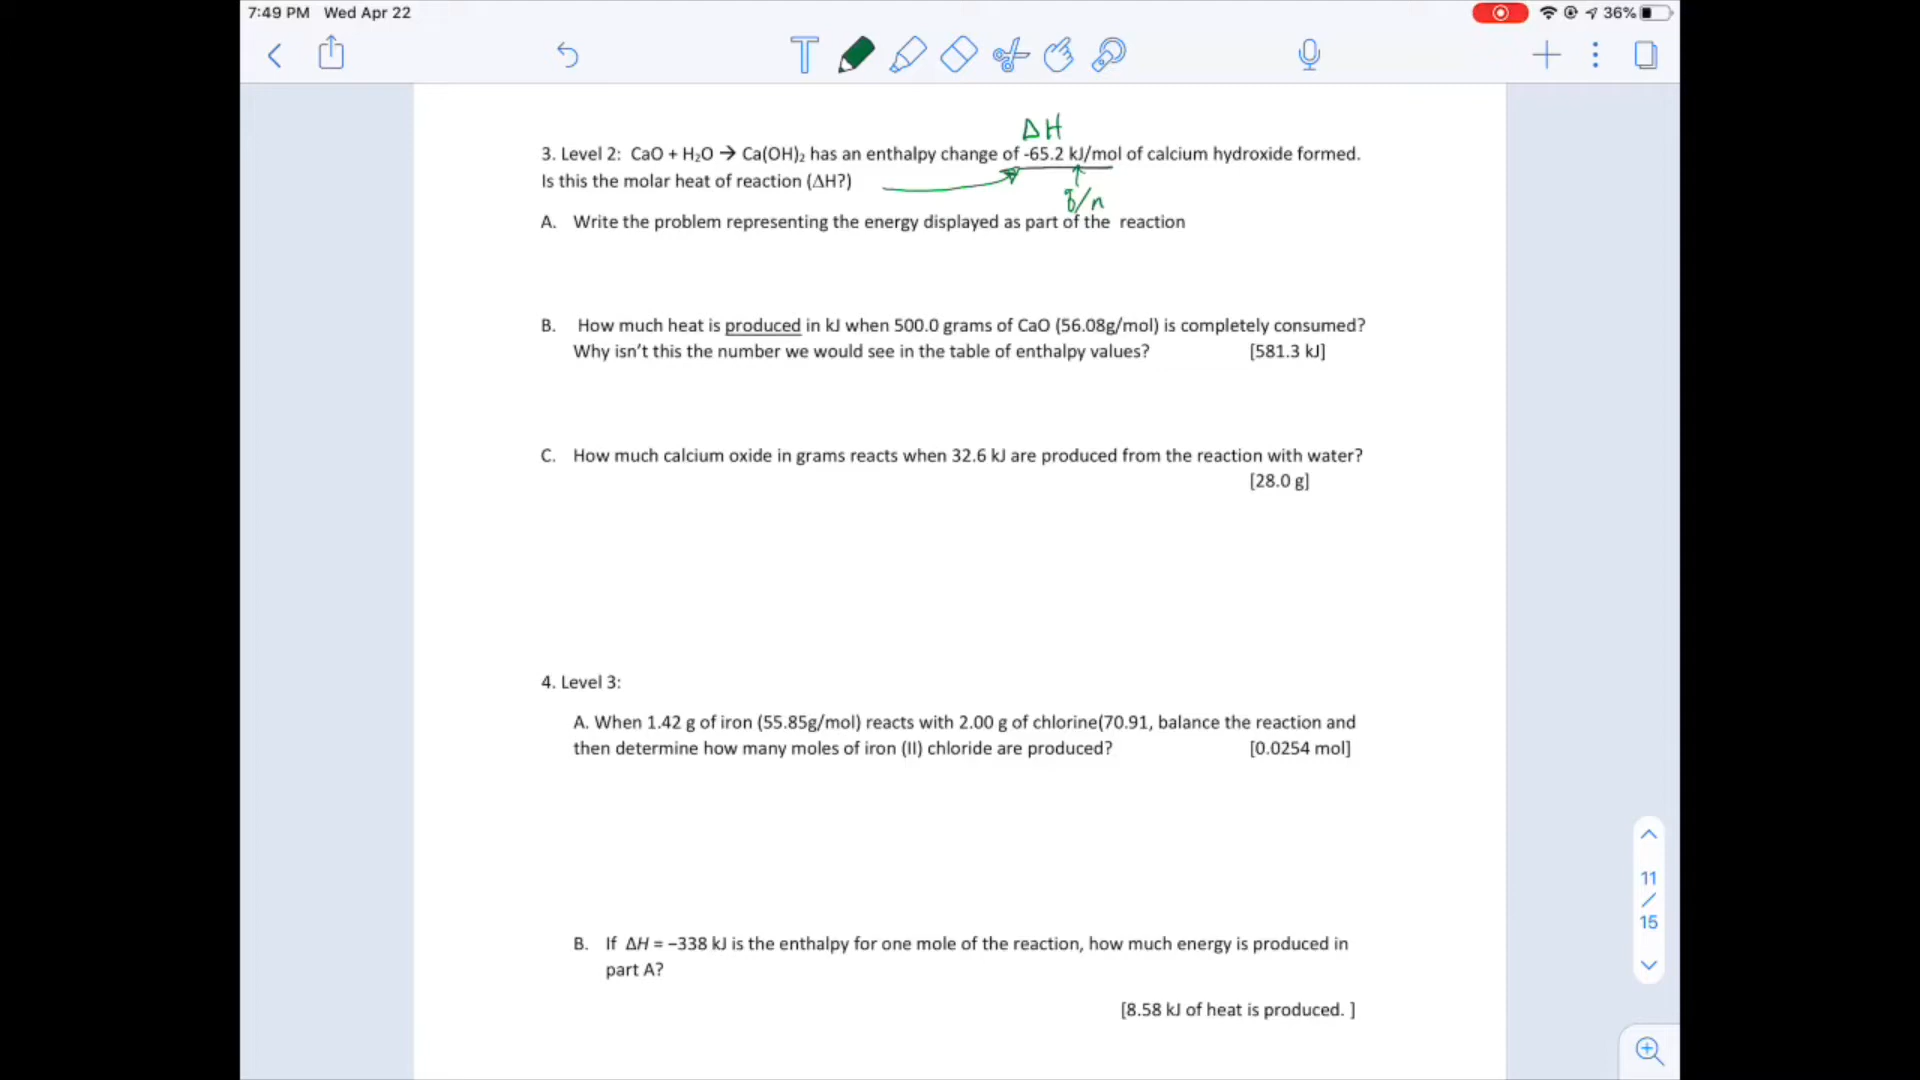 7:49 PM Wed Apr 22
36%
T
ΔH
3. Level 2: CaO + H₂O → Ca(OH)₂ has an enthalpy change of -65.2 kJ/mol of calcium hydroxide formed.
Is this the molar heat of reaction (ΔH?)
q/n
A. Write the problem representing the energy displayed as part of the reaction
B. How much heat is produced in kJ when 500.0 grams of CaO (56.08g/mol) is completely consumed?
Why isn't this the number we would see in the table of enthalpy values? [581.3 kJ]
C. How much calcium oxide in grams reacts when 32.6 kJ are produced from the reaction with water?
[28.0 g]
4. Level 3:
A. When 1.42 g of iron (55.85g/mol) reacts with 2.00 g of chlorine(70.91, balance the reaction and
then determine how many moles of iron (II) chloride are produced? [0.0254 mol]
11
/
15
B. If ΔH = −338 kJ is the enthalpy for one mole of the reaction, how much energy is produced in
part A?
[8.58 kJ of heat is produced. ]